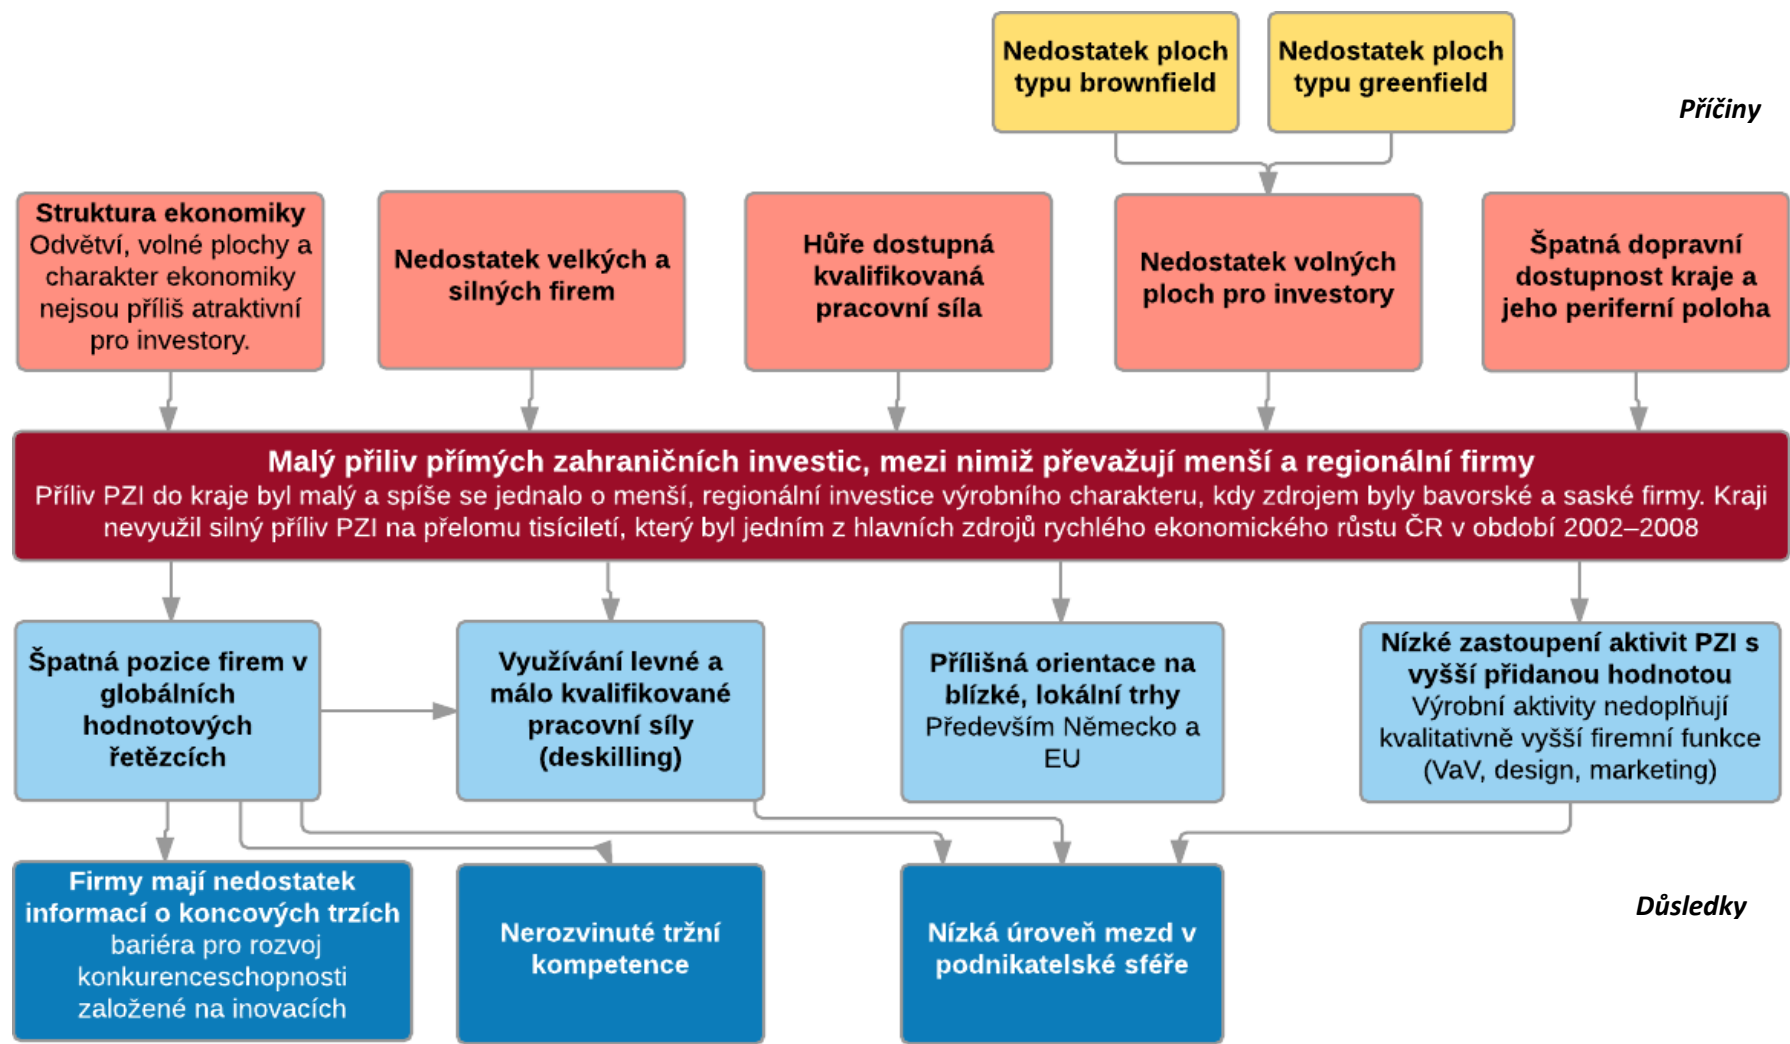 Nedostatek ploch
typu brownfield
Nedostatek ploch
typu greenfield
Příčiny
Struktura ekonomiky
Odvětví, volné plochy a
charakter ekonomiky
nejsou příliš atraktivní
pro investory.
Nedostatek velkých a
silných firem
Hůře dostupná
kvalifikovaná
pracovní síla
Nedostatek volných
ploch pro investory
Špatná dopravní
dostupnost kraje a
jeho periferní poloha
Malý příliv přímých zahraničních investic, mezi nimiž převažují menší a regionální firmy
Příliv PZI do kraje byl malý a spíše se jednalo o menší, regionální investice výrobního charakteru, kdy zdrojem byly bavorské a saské firmy. Kraji
nevyužil silný příliv PZI na přelomu tisíciletí, který byl jedním z hlavních zdrojů rychlého ekonomického růstu ČR v období 2002–2008
Špatná pozice firem v
globálních
hodnotových
řetězcích
Využívání levné a
málo kvalifikované
pracovní síly
(deskilling)
Přílišná orientace na
blízké, lokální trhy
Především Německo a
EU
Nízké zastoupení aktivit PZI s
vyšší přidanou hodnotou
Výrobní aktivity nedoplňují
kvalitativně vyšší firemní funkce
(VaV, design, marketing)
Firmy mají nedostatek
informací o koncových trzích
bariéra pro rozvoj
konkurenceschopnosti
založené na inovacích
Nerozvinuté tržní
kompetence
Nízká úroveň mezd v
podnikatelské sféře
Důsledky